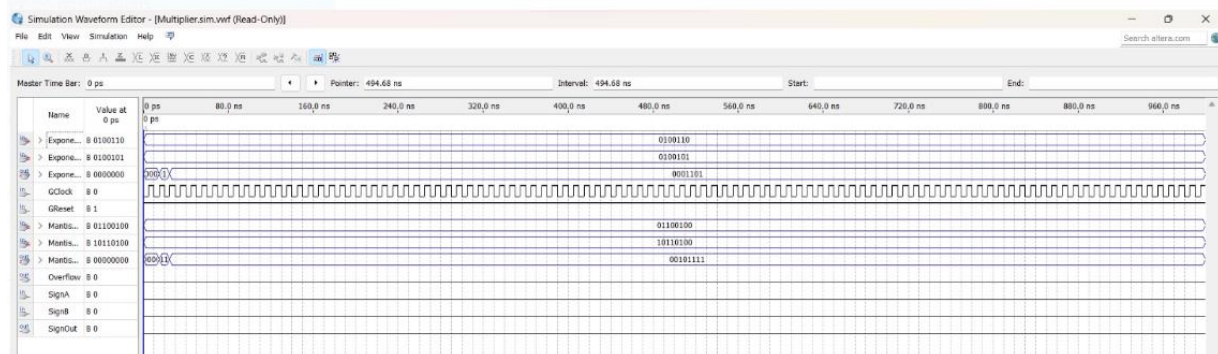 Simulation Waveform Editor - [Multiplier.sim.vwf (Read-Only)]
File Edit View Simulation Help
Search altera.com
Master Time Bar: 0 ps Pointer: 494.68 ns Interval: 494.68 ns Start: End:
Name Value at 0 ps
0 ps 80.0 ns 160.0 ns 240.0 ns 320.0 ns 400.0 ns 480.0 ns 560.0 ns 640.0 ns 720.0 ns 800.0 ns 880.0 ns 960.0 ns
0 ps
> Expone... B 0100110 0100110
> Expone... B 0100101 0100101
> Expone... B 0000000 0001101
GClock B 0
GReset B 1
> Mantis... B 01100100 01100100
> Mantis... B 10110100 10110100
> Mantis... B 00000000 00101111
Overflow B 0
SignA B 0
SignB B 0
SignOut B 0